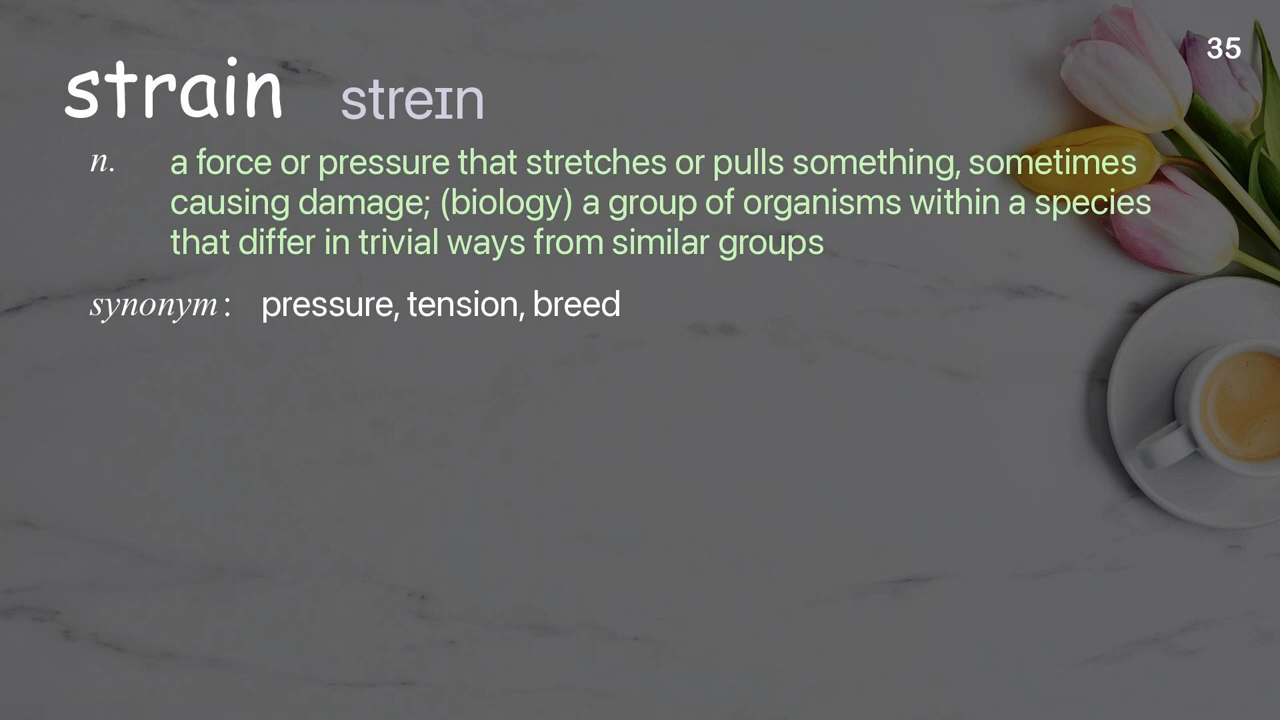 35
strain streɪn
n. a force or pressure that stretches or pulls something, sometimes
causing damage; (biology) a group of organisms within a species
that differ in trivial ways from similar groups
synonym: pressure, tension, breed